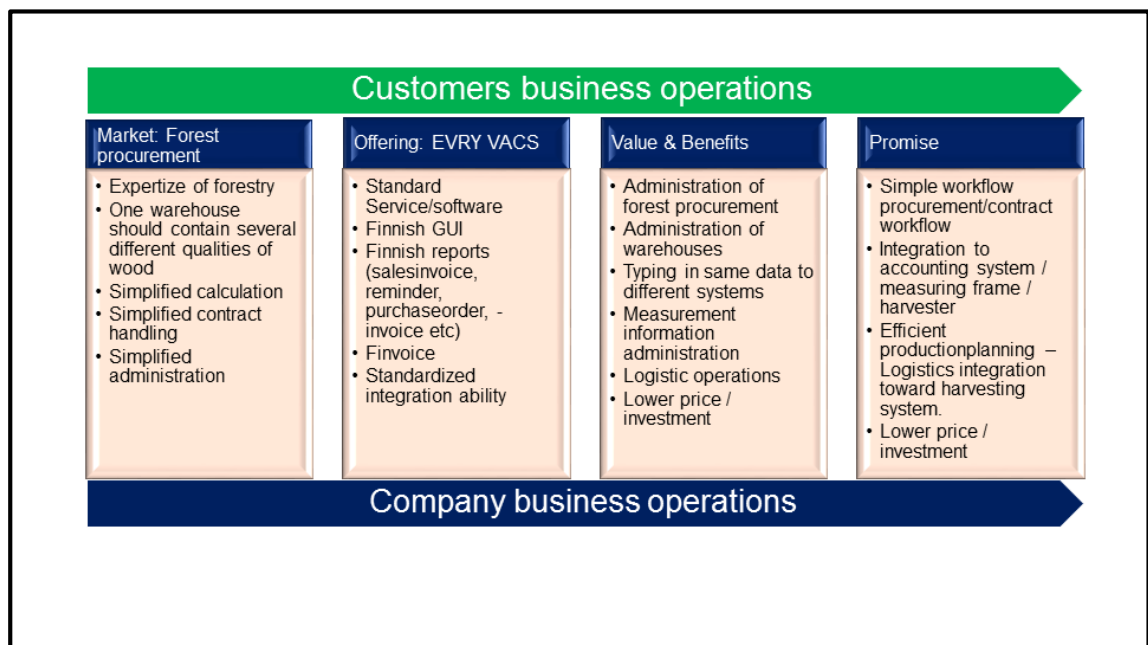 Customers business operations
Market: Forest
procurement
• Expertize of forestry
• One warehouse
should contain several
different qualities of
wood
• Simplified calculation
• Simplified contract
handling
• Simplified
administration
Offering: EVRY VACS
• Standard
Service/software
• Finnish GUI
• Finnish reports
(salesinvoice,
reminder,
purchaseorder, -
invoice etc)
• Finvoice
• Standardized
integration ability
Value & Benefits
• Administration of
forest procurement
• Administration of
warehouses
• Typing in same data to
different systems
• Measurement
information
administration
• Logistic operations
• Lower price /
investment
Promise
• Simple workflow
procurement/contract
workflow
• Integration to
accounting system /
measuring frame /
harvester
• Efficient
productionplanning –
Logistics integration
toward harvesting
system.
• Lower price /
investment
Company business operations